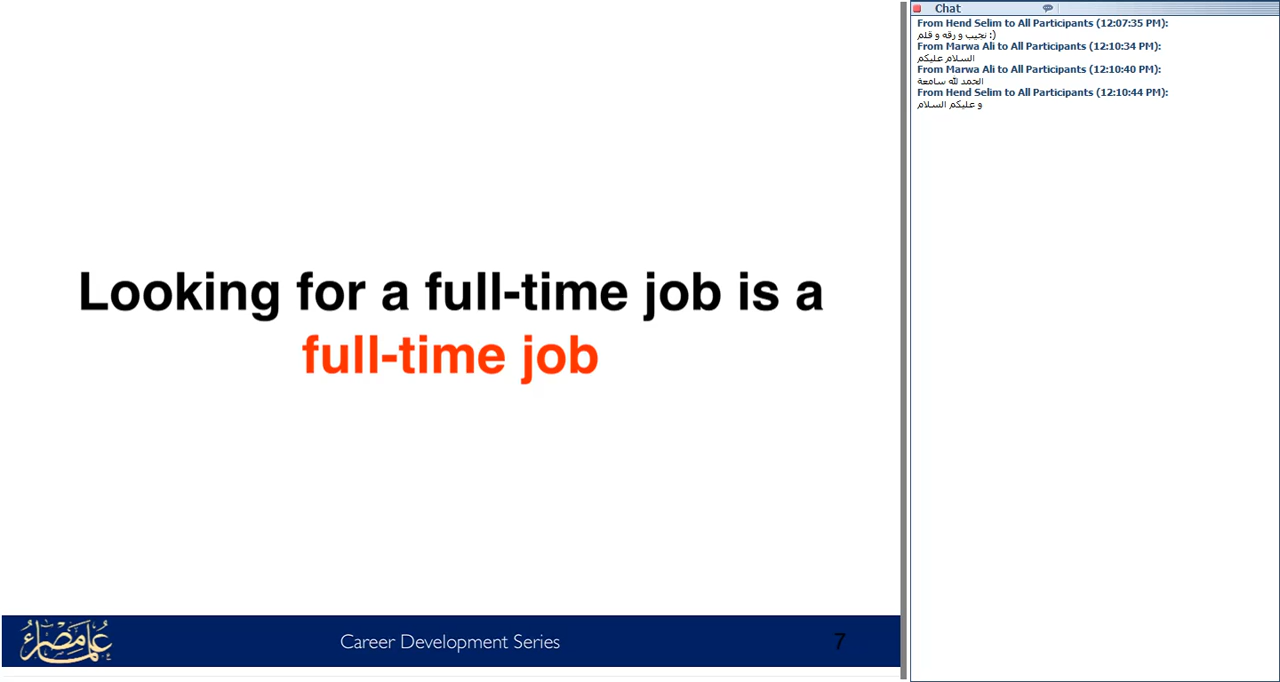 Looking for a full-time job is a
full-time job
علماء مصر
Career Development Series
7
Chat
From Hend Selim to All Participants (12:07:35 PM):
نجيب و رقه و قلم :)
From Marwa Ali to All Participants (12:10:34 PM):
السلام عليكم
From Marwa Ali to All Participants (12:10:40 PM):
الحمد لله سامعة
From Hend Selim to All Participants (12:10:44 PM):
و عليكم السلام